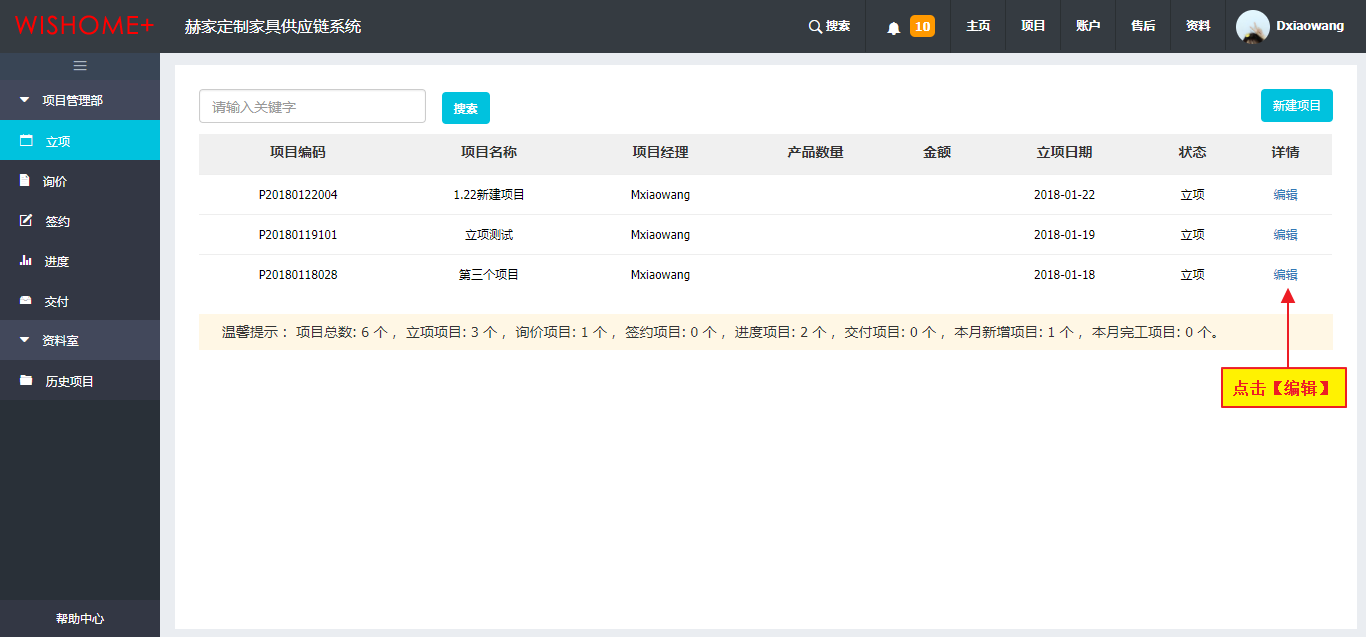 WISHOME+ 赫家定制家具供应链系统 搜索 10 主页 项目 账户 售后 资料 Dxiaowang
项目管理部
立项
询价
签约
进度
交付
资料室
历史项目
帮助中心
请输入关键字 搜索 新建项目
项目编码 项目名称 项目经理 产品数量 金额 立项日期 状态 详情
P20180122004 1.22新建项目 Mxiaowang 2018-01-22 立项 编辑
P20180119101 立项测试 Mxiaowang 2018-01-19 立项 编辑
P20180118028 第三个项目 Mxiaowang 2018-01-18 立项 编辑
温馨提示 ： 项目总数: 6 个 ，立项项目: 3 个 ，询价项目: 1 个 ，签约项目: 0 个 ，进度项目: 2 个 ，交付项目: 0 个 ，本月新增项目: 1 个 ，本月完工项目: 0 个。
点击【编辑】